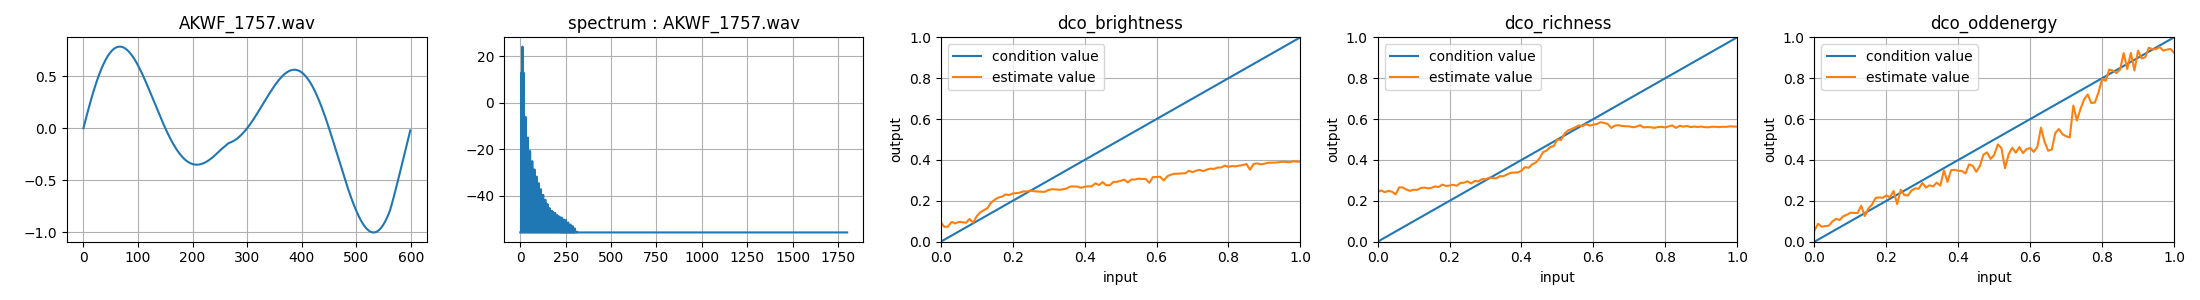 AKWF_1757.wav
0.5
0.0
−0.5
−1.0
0 100 200 300 400 500 600
spectrum : AKWF_1757.wav
20
0
−20
−40
0 250 500 750 1000 1250 1500 1750
dco_brightness
condition value
estimate value
output
1.0
0.8
0.6
0.4
0.2
0.0
0.0 0.2 0.4 0.6 0.8 1.0
input
dco_richness
condition value
estimate value
output
1.0
0.8
0.6
0.4
0.2
0.0
0.0 0.2 0.4 0.6 0.8 1.0
input
dco_oddenergy
condition value
estimate value
output
1.0
0.8
0.6
0.4
0.2
0.0
0.0 0.2 0.4 0.6 0.8 1.0
input